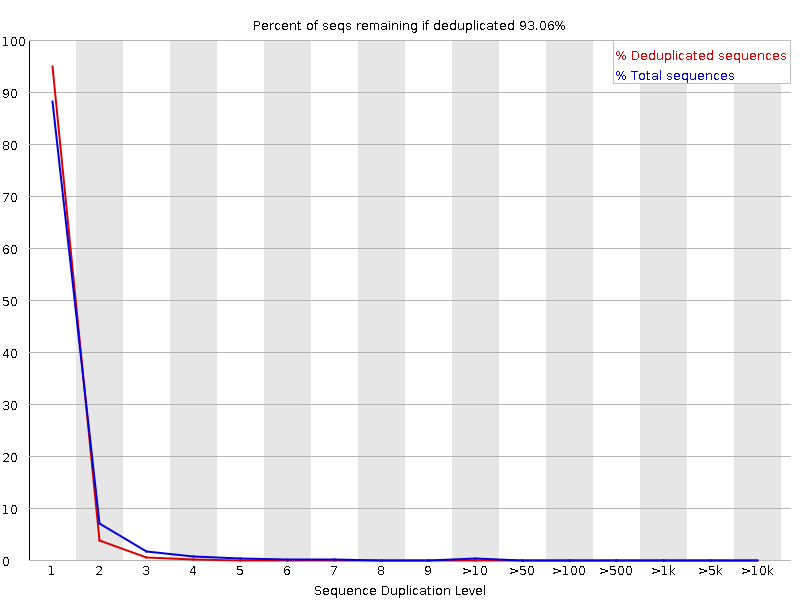 Percent of seqs remaining if deduplicated 93.06%
% Deduplicated sequences
% Total sequences
100
90
80
70
60
50
40
30
20
10
0
1 2 3 4 5 6 7 8 9 >10 >50 >100 >500 >1k >5k >10k
Sequence Duplication Level